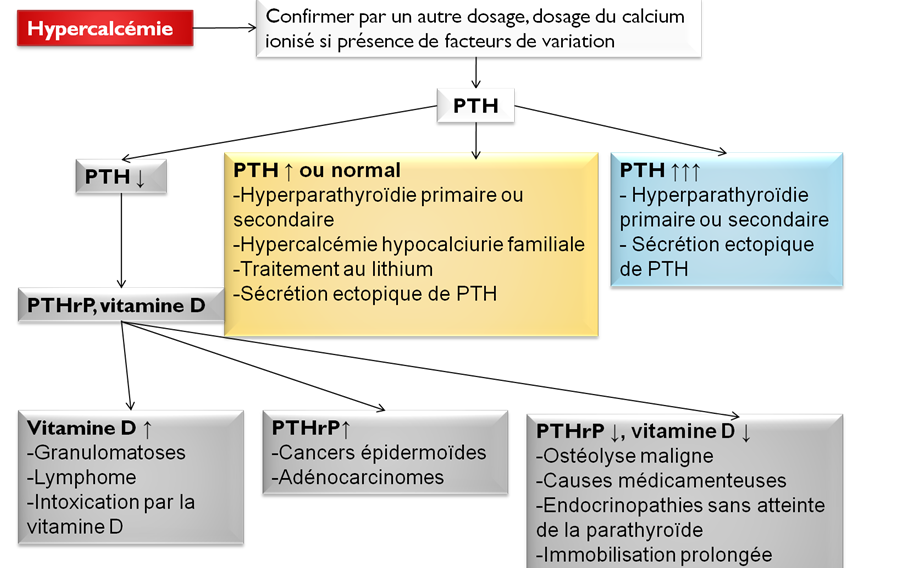 Hypercalcémie
Confirmer par un autre dosage, dosage du calcium
ionisé si présence de facteurs de variation
PTH
PTH ↓
PTH ↑ ou normal
-Hyperparathyroïdie primaire ou
secondaire
-Hypercalcémie hypocalciurie familiale
-Traitement au lithium
-Sécrétion ectopique de PTH
PTH ↑↑↑
- Hyperparathyroïdie
primaire ou secondaire
- Sécrétion ectopique
de PTH
PTHrP, vitamine D
Vitamine D ↑
-Granulomatoses
-Lymphome
-Intoxication par la
vitamine D
PTHrP↑
-Cancers épidermoïdes
-Adénocarcinomes
PTHrP ↓, vitamine D ↓
-Ostéolyse maligne
-Causes médicamenteuses
-Endocrinopathies sans atteinte
de la parathyroïde
-Immobilisation prolongée